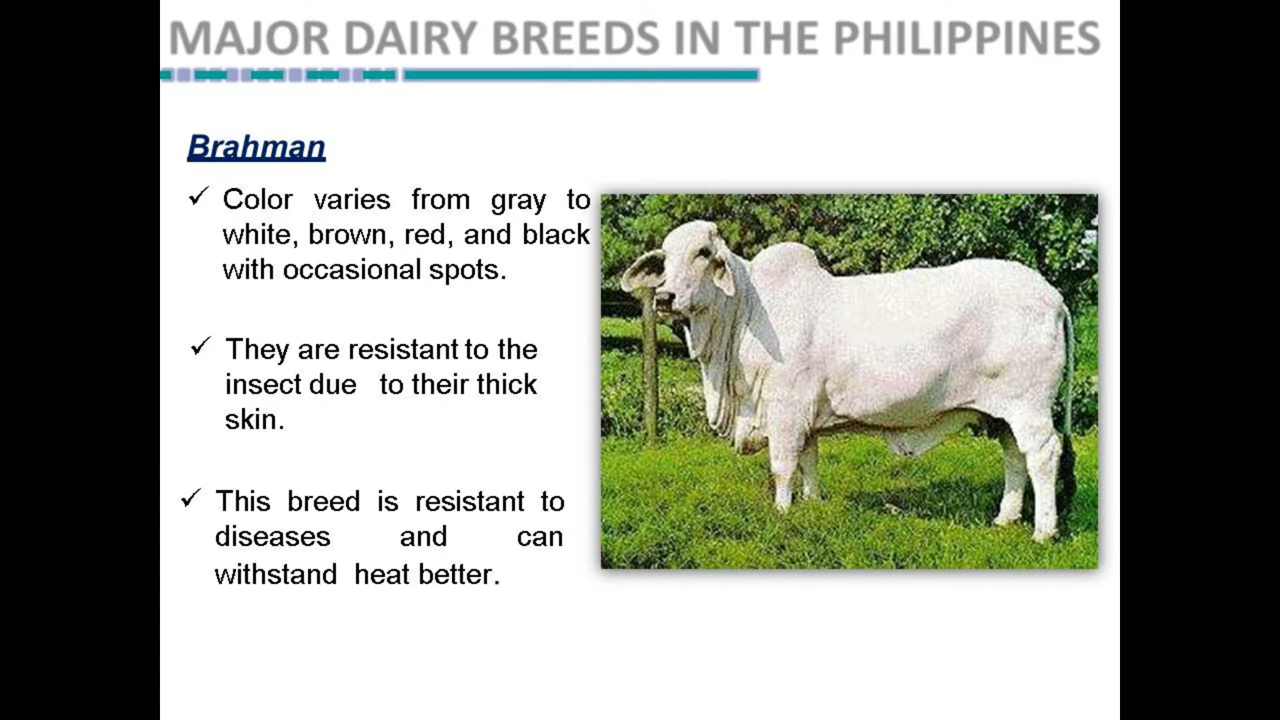 MAJOR DAIRY BREEDS IN THE PHILIPPINES
Brahman
✓ Color varies from gray to
white, brown, red, and black
with occasional spots.
✓ They are resistant to the
insect due to their thick
skin.
✓ This breed is resistant to
diseases and can
withstand heat better.